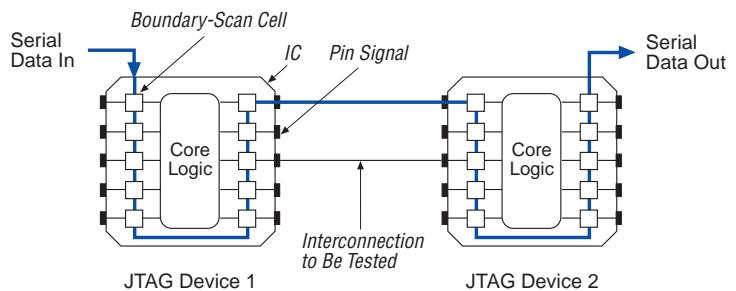 Boundary-Scan Cell
Serial
Data In
IC
Pin Signal
Serial
Data Out
Core
Logic
Core
Logic
Interconnection
to Be Tested
JTAG Device 1
JTAG Device 2